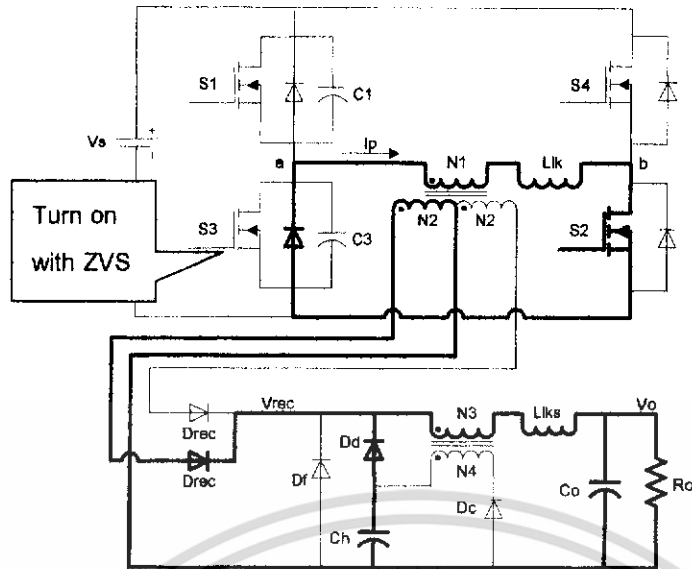 S1
C1
S4
Vs
+
Ip
a
N1
Llk
b
Turn on
with ZVS
S3
C3
N2
N2
S2
Vrec
Drec
Drec
Df
Dd
N3
Llks
Vo
N4
Dc
Ch
Co
Ro